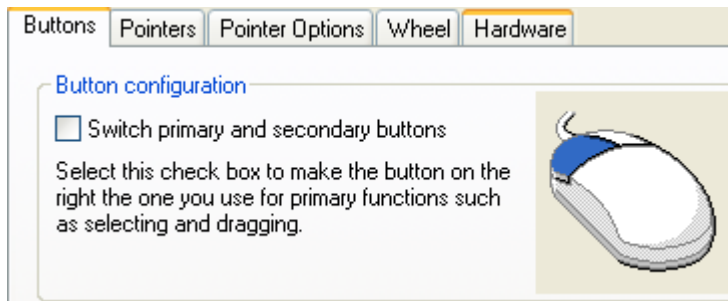 Buttons Pointers Pointer Options Wheel Hardware
Button configuration
Switch primary and secondary buttons
Select this check box to make the button on the
right the one you use for primary functions such
as selecting and dragging.